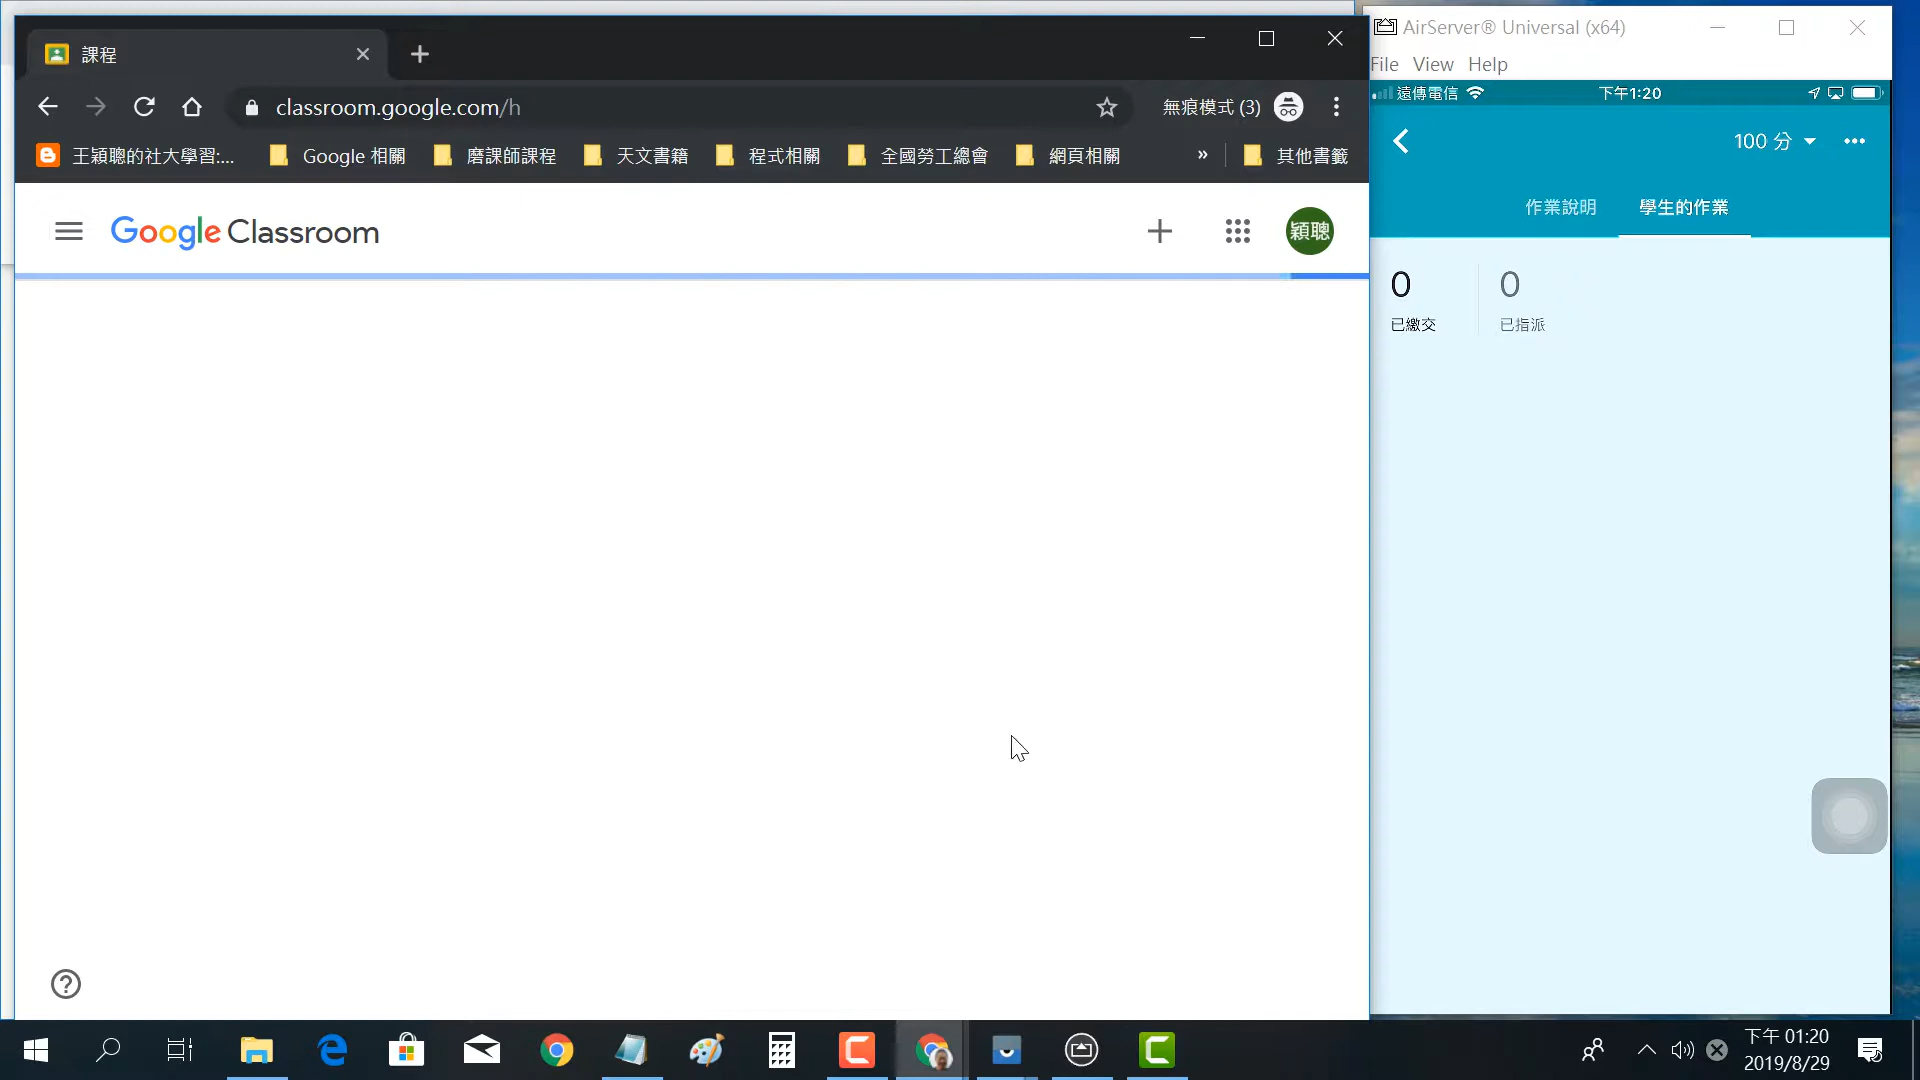 課程
classroom.google.com/h
無痕模式 (3)
王穎聰的社大學習:...
Google 相關
磨課師課程
天文書籍
程式相關
全國勞工總會
網頁相關
»
其他書籤
Google Classroom
穎聰
AirServer® Universal (x64)
File View Help
遠傳電信
下午1:20
100 分
作業說明
學生的作業
0
已繳交
0
已指派
下午 01:20
2019/8/29